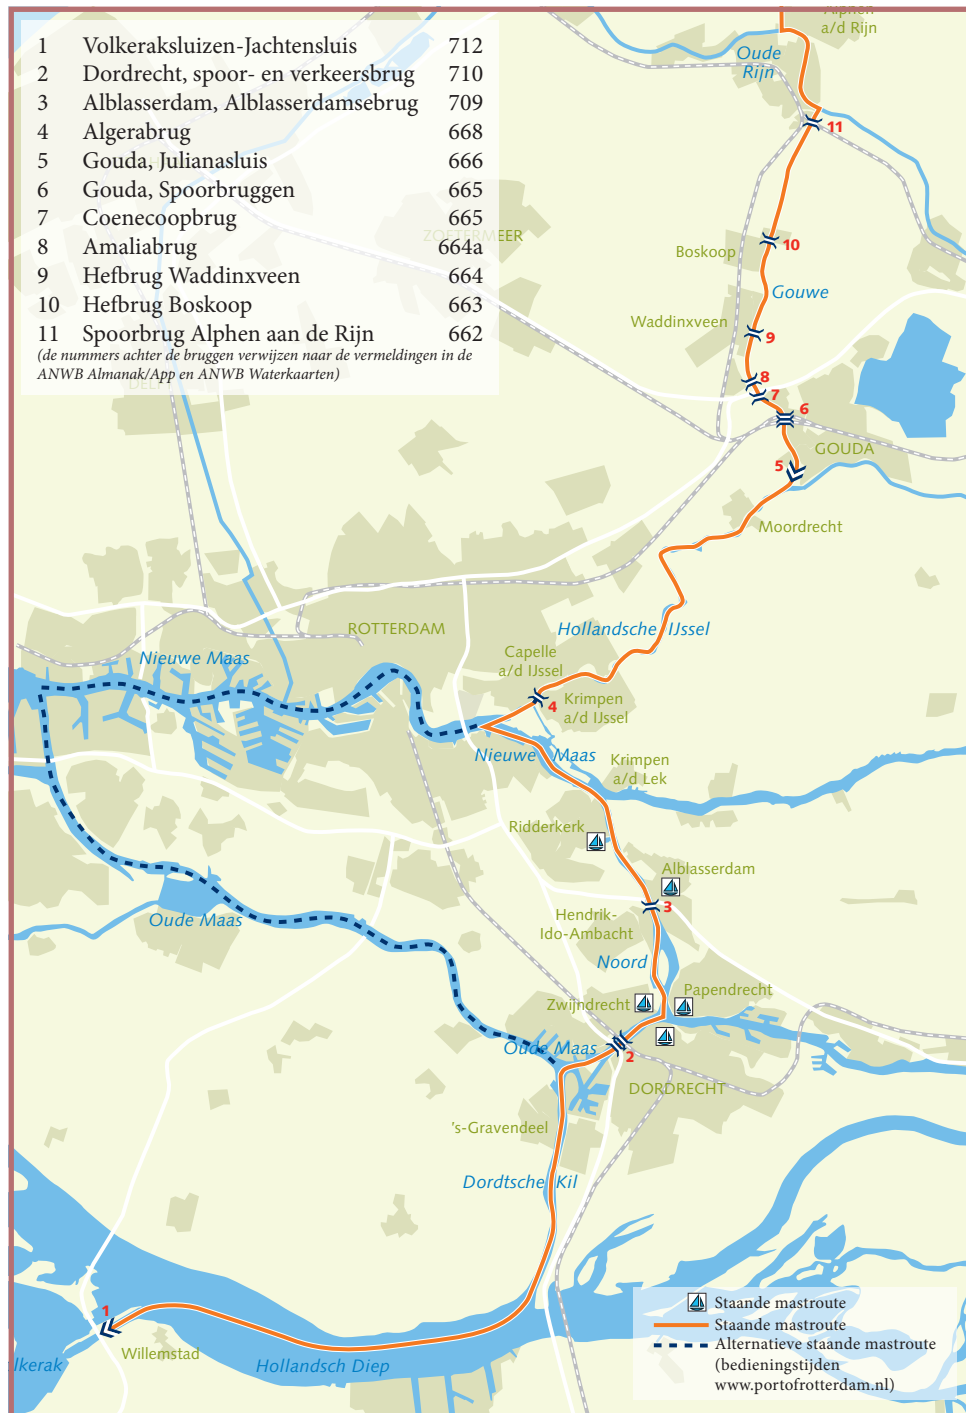 1 Volkeraksluizen-Jachtensluis 712
2 Dordrecht, spoor- en verkeersbrug 710
3 Alblasserdam, Alblasserdamsebrug 709
4 Algerabrug 668
5 Gouda, Julianasluis 666
6 Gouda, Spoorbruggen 665
7 Coenecoopbrug 665
8 Amaliabrug 664a
9 Hefbrug Waddinxveen 664
10 Hefbrug Boskoop 663
11 Spoorbrug Alphen aan de Rijn 662
(de nummers achter de bruggen verwijzen naar de vermeldingen in de
ANWB Almanak/App en ANWB Waterkaarten)
Alphen
a/d Rijn
Oude
Rijn
11
ZOETERMEER
Boskoop
10
Gouwe
Waddinxveen
9
8
7
6
GOUDA
5
Moordrecht
DELFT
ROTTERDAM
Hollandsche IJssel
Nieuwe Maas
Capelle
a/d IJssel
4
Krimpen
a/d IJssel
Nieuwe Maas
Krimpen
a/d Lek
Ridderkerk
Alblasserdam
3
Hendrik-
Ido-Ambacht
Oude Maas
Noord
Zwijndrecht
Papendrecht
Oude Maas
2
DORDRECHT
's-Gravendeel
Dordtsche Kil
1
Willemstad
lkerak
Hollandsch Diep
Staande mastroute
Staande mastroute
Alternatieve staande mastroute
(bedieningstijden
www.portofrotterdam.nl)